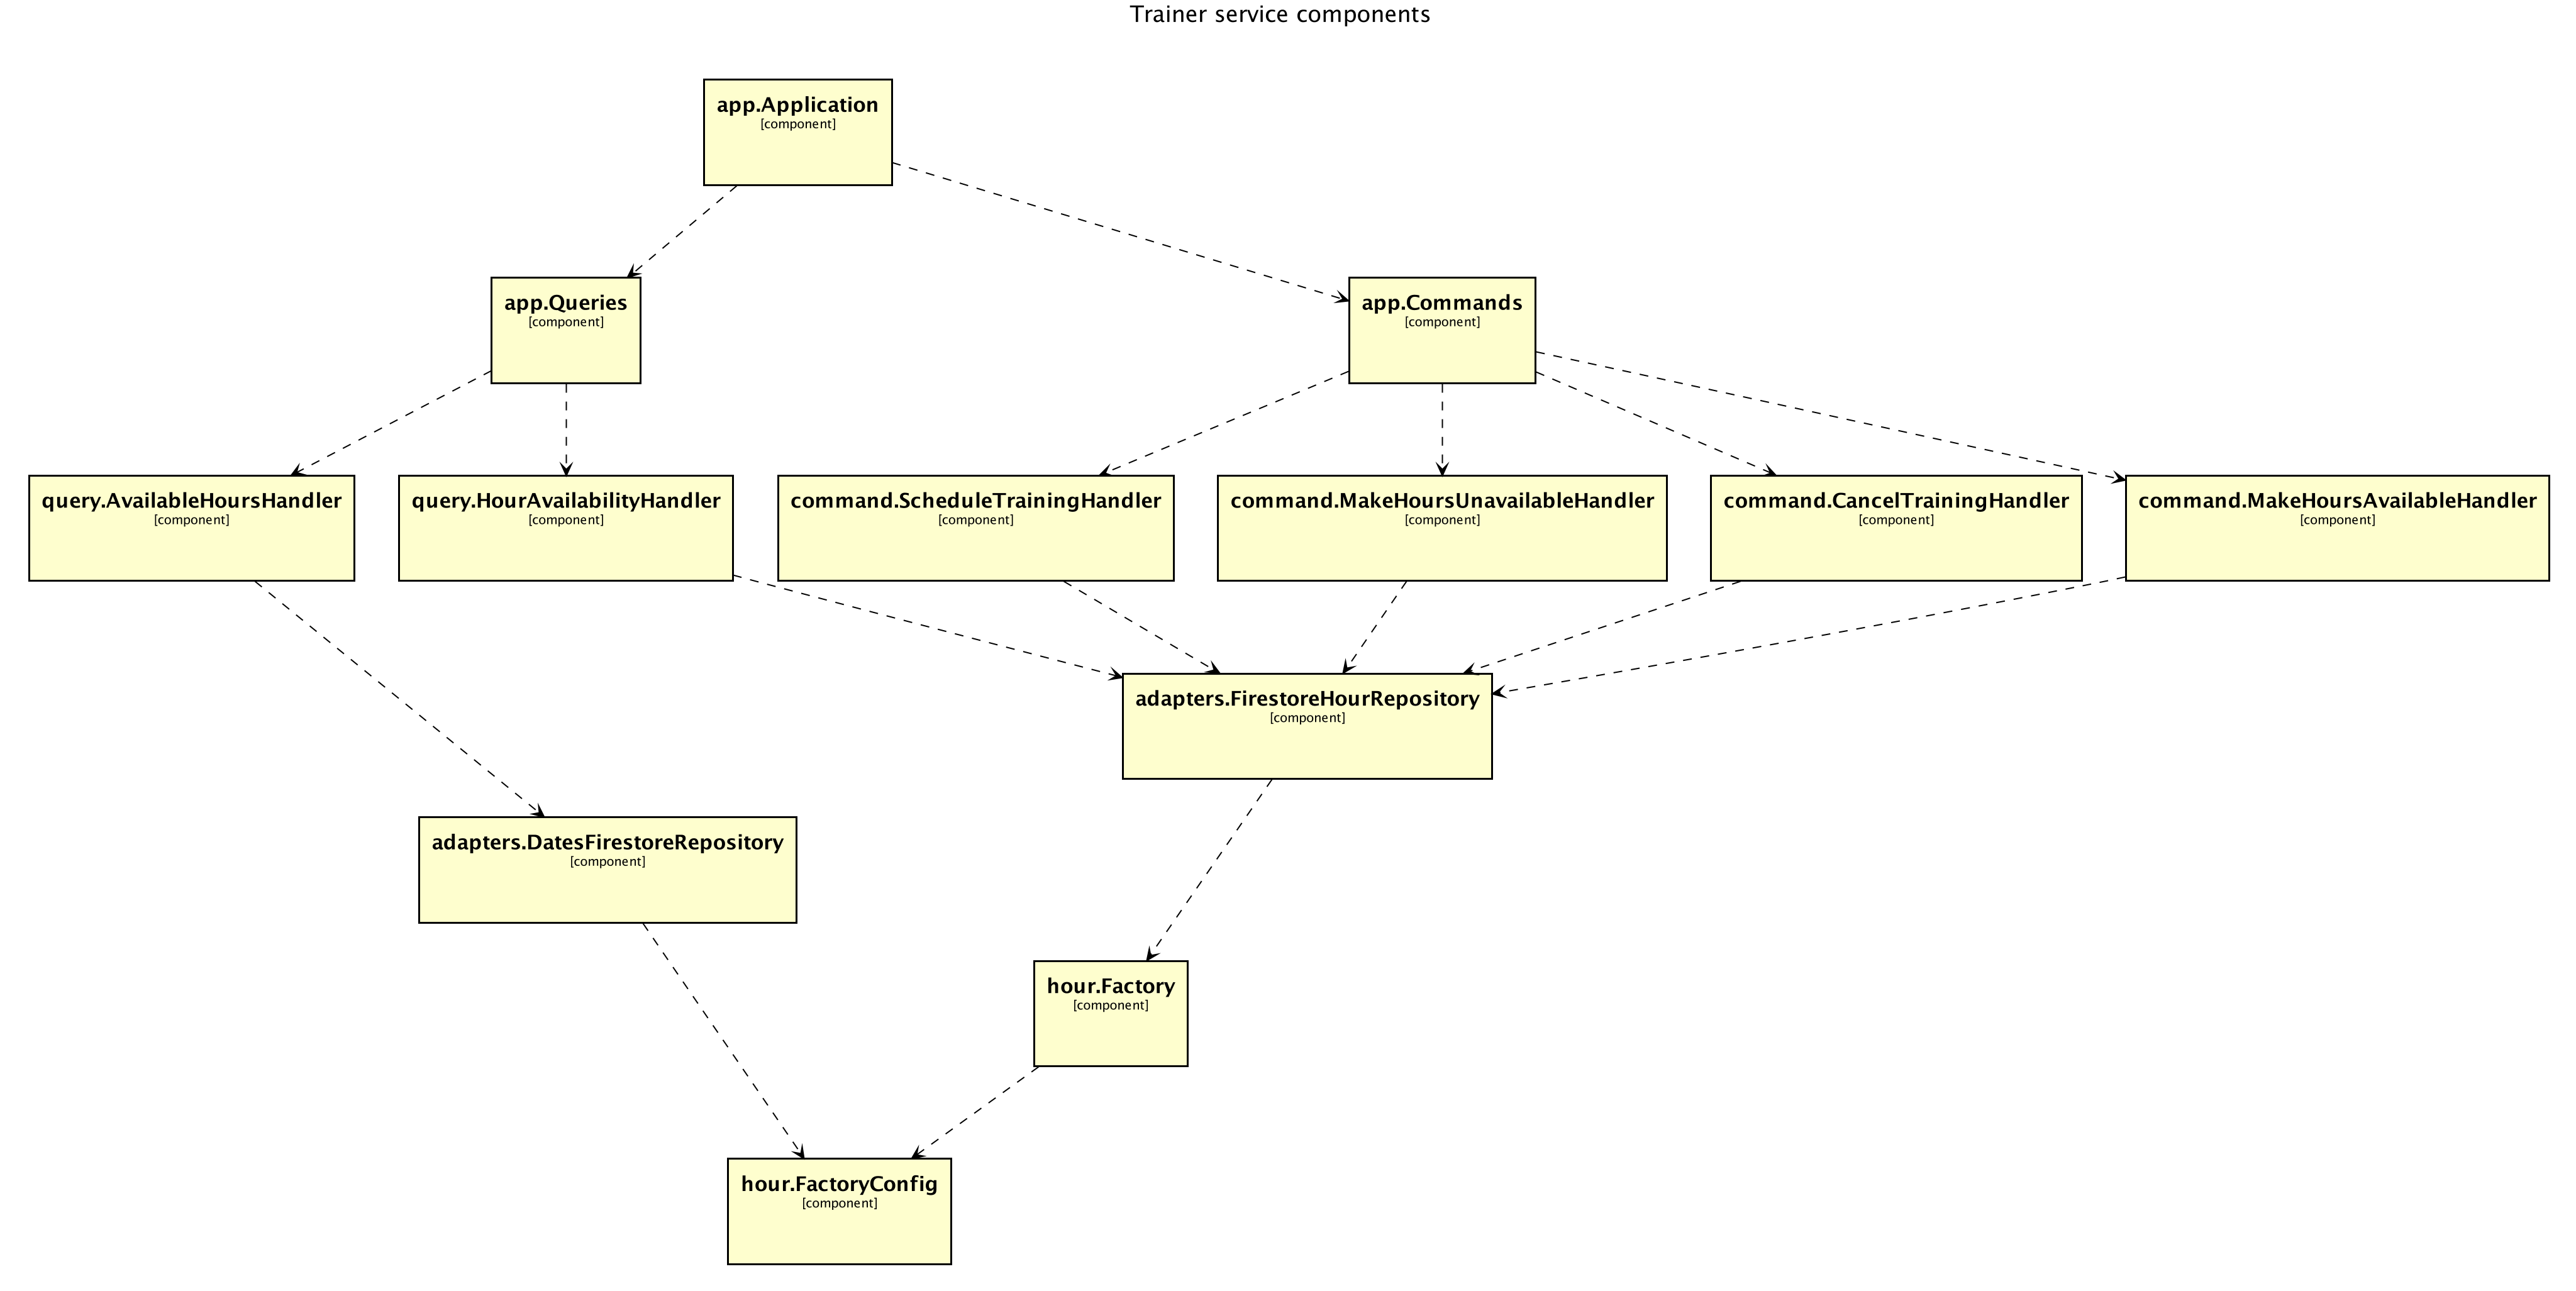 Trainer service components
app.Application
[component]
app.Queries
[component]
app.Commands
[component]
query.AvailableHoursHandler
[component]
query.HourAvailabilityHandler
[component]
command.ScheduleTrainingHandler
[component]
command.MakeHoursUnavailableHandler
[component]
command.CancelTrainingHandler
[component]
command.MakeHoursAvailableHandler
[component]
adapters.FirestoreHourRepository
[component]
adapters.DatesFirestoreRepository
[component]
hour.Factory
[component]
hour.FactoryConfig
[component]